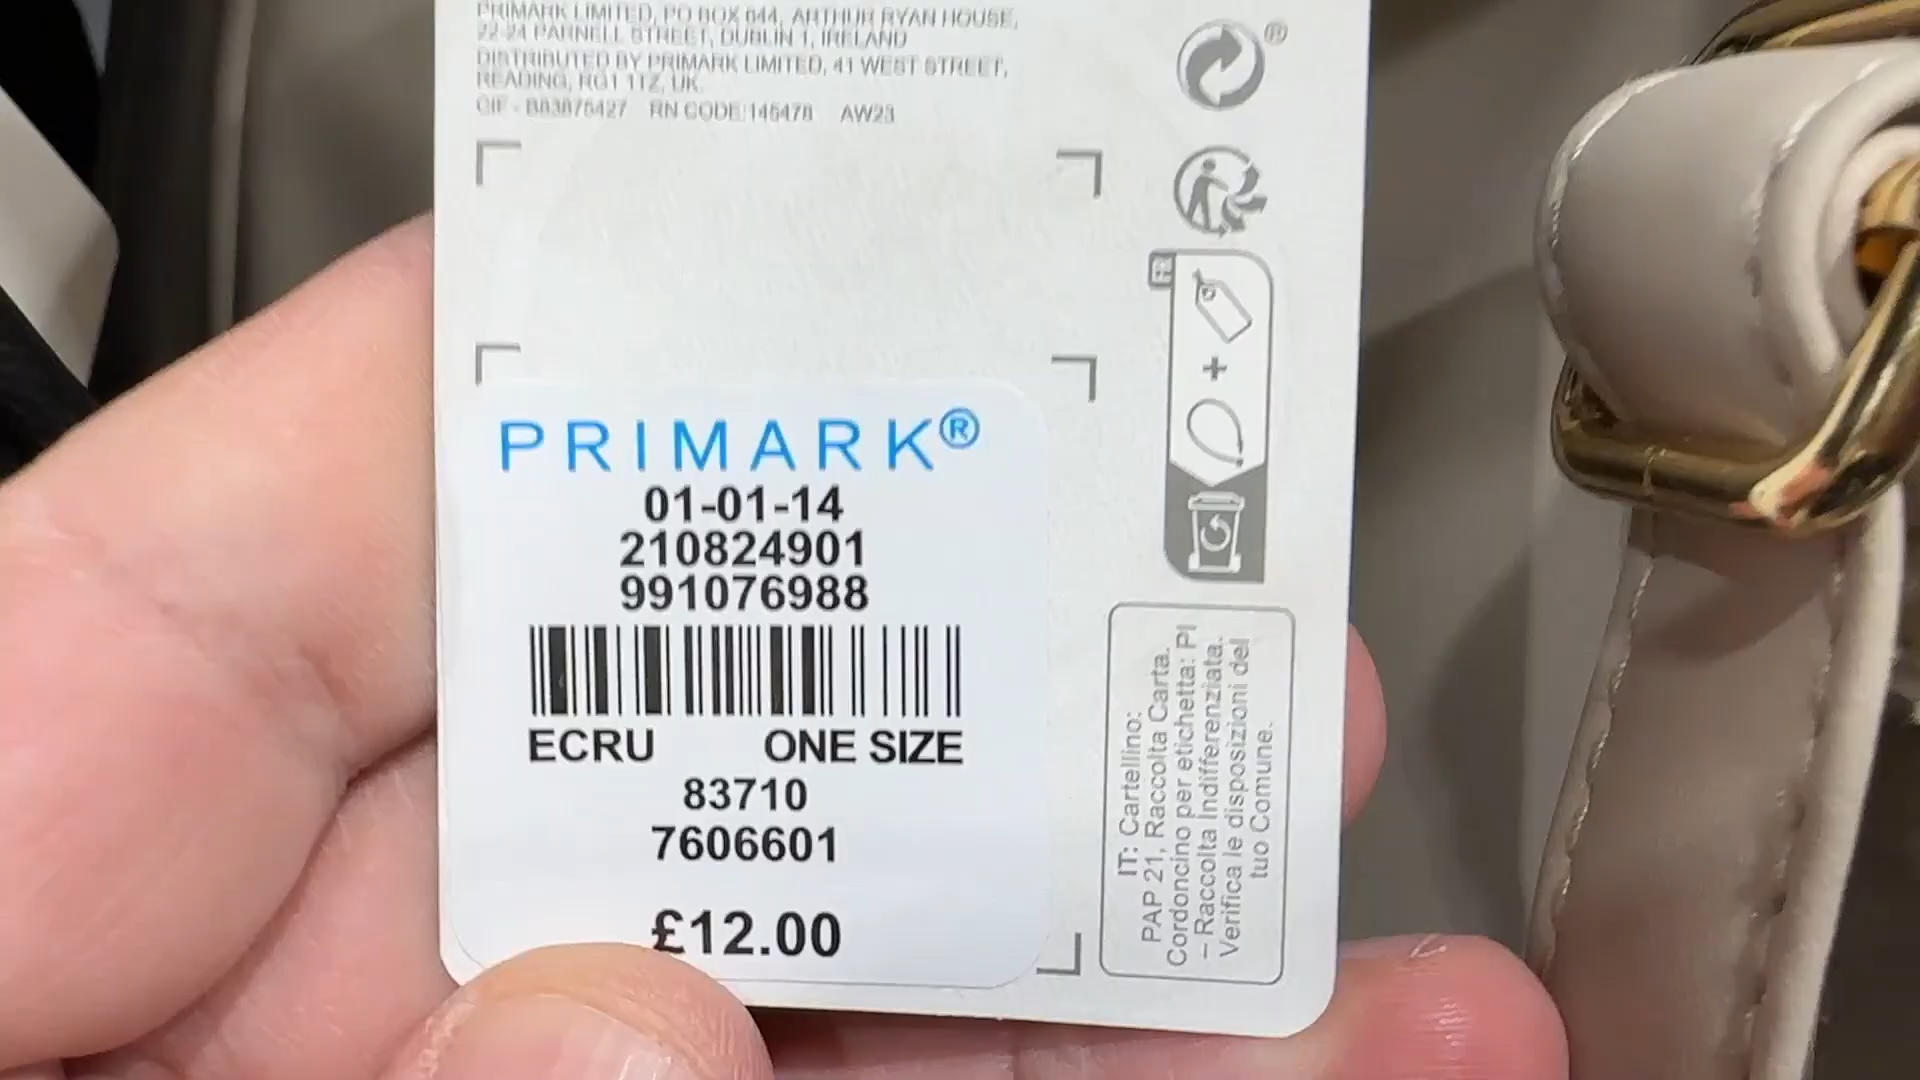 PRIMARK LIMITED, PO BOX 644, ARTHUR RYAN HOUSE,
22-24 PARNELL STREET, DUBLIN 1, IRELAND
DISTRIBUTED BY PRIMARK LIMITED, 41 WEST STREET,
READING, RG1 1TZ, UK.
CIF - B83875427 RN CODE:145478 AW23
PRIMARK®
01-01-14
210824901
991076988
ECRU ONE SIZE
83710
7606601
£12.00
®
FR
+
IT: Cartellino:
PAP 21, Raccolta Carta.
Cordoncino per etichetta: PI
– Raccolta Indifferenziata.
Verifica le disposizioni del
tuo Comune.